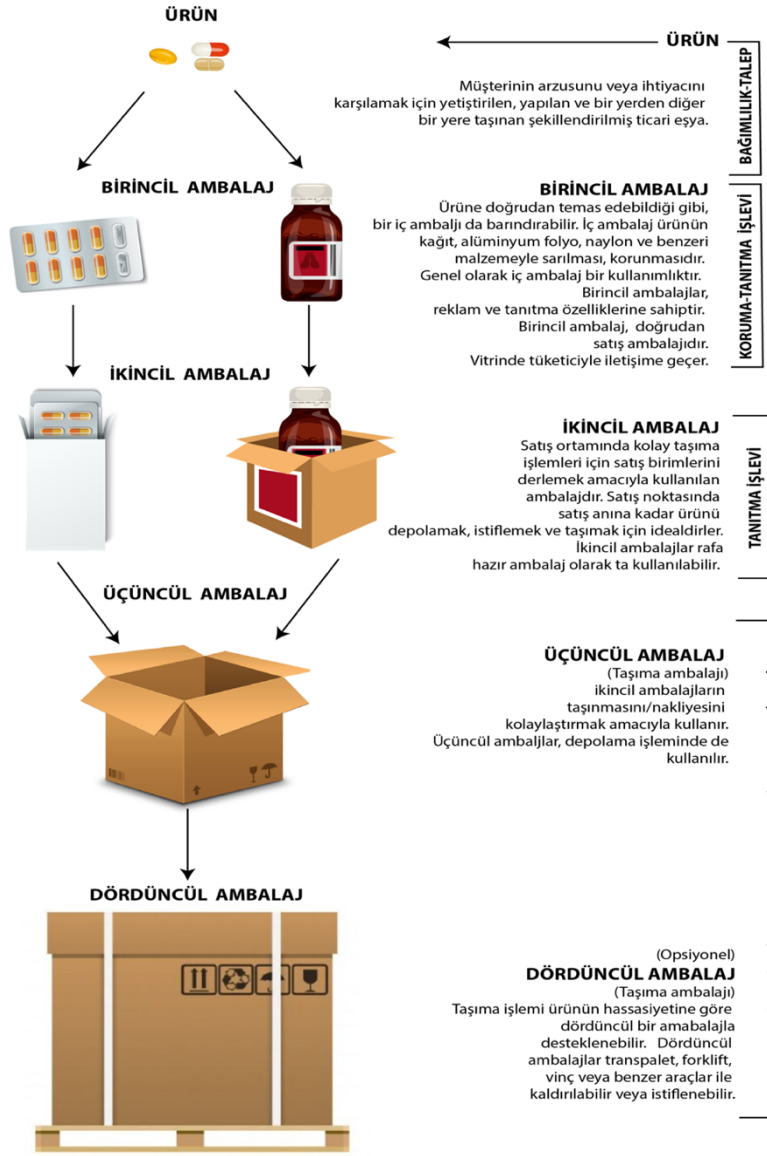 ÜRÜN
ÜRÜN
Müşterinin arzusunu veya ihtiyacını
karşılamak için yetiştirilen, yapılan ve bir yerden diğer
bir yere taşınan şekillendirilmiş ticari eşya.
BAĞIMLILIK-TALEP
BİRİNCİL AMBALAJ
BİRİNCİL AMBALAJ
Ürüne doğrudan temas edebildiği gibi,
bir iç ambaljı da barındırabilir. İç ambalaj ürünün
kağıt, alüminyum folyo, naylon ve benzeri
malzemeyle sarılması, korunmasıdır.
Genel olarak iç ambalaj bir kullanımlıktır.
Birincil ambalajlar,
reklam ve tanıtma özelliklerine sahiptir.
Birincil ambalaj, doğrudan
satış ambalajıdır.
Vitrinde tüketiciyle iletişime geçer.
KORUMA-TANITMA İŞLEVİ
İKİNCİL AMBALAJ
İKİNCİL AMBALAJ
Satış ortamında kolay taşıma
işlemleri için satış birimlerini
derlemek amacıyla kullanılan
ambalajdır. Satış noktasında
satış anına kadar ürünü
depolamak, istiflemek ve taşımak için idealdirler.
İkincil ambalajlar rafa
hazır ambalaj olarak ta kullanılabilir.
TANITMA İŞLEVİ
ÜÇÜNCÜL AMBALAJ
ÜÇÜNCÜL AMBALAJ
(Taşıma ambalajı)
ikincil ambalajların
taşınmasını/nakliyesini
kolaylaştırmak amacıyla kullanır.
Üçüncül ambaljlar, depolama işleminde de
kullanılır.
DÖRDÜNCÜL AMBALAJ
(Opsiyonel)
DÖRDÜNCÜL AMBALAJ
(Taşıma ambalajı)
Taşıma işlemi ürünün hassasiyetine göre
dördüncül bir amabalajla
desteklenebilir. Dördüncül
ambalajlar transpalet, forklift,
vinç veya benzer araçlar ile
kaldırılabilir veya istiflenebilir.